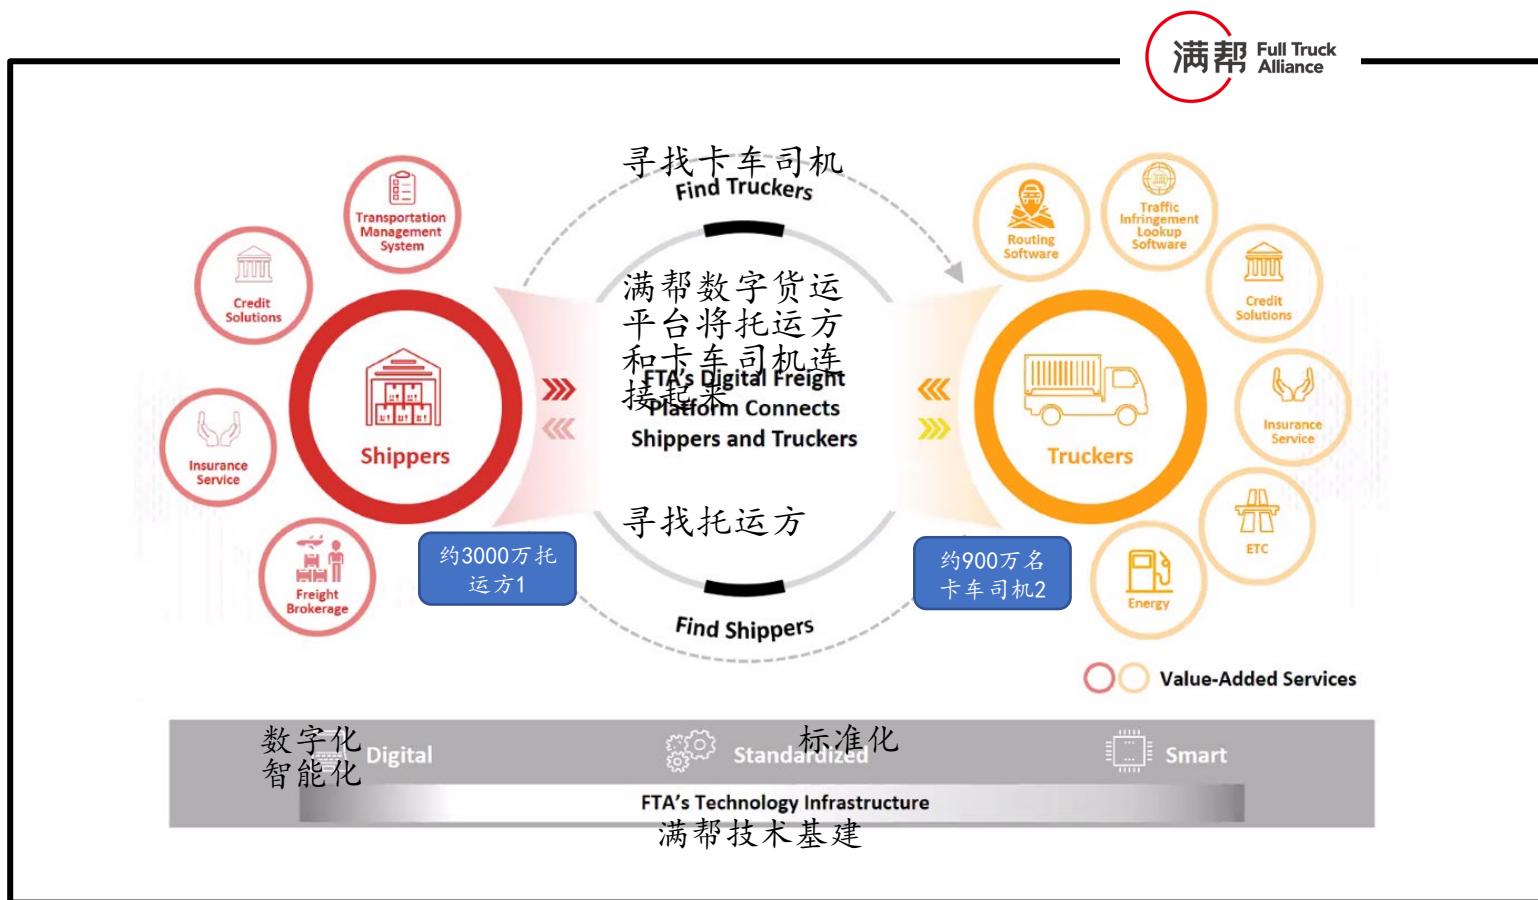 满帮 Full Truck
Alliance
寻找卡车司机
Find Truckers
Transportation
Management
System
Credit
Solutions
Insurance
Service
Freight
Brokerage
Shippers
约3000万托
运方1
满帮数字货运
平台将托运方
和卡车司机连
接起来
FTA's Digital Freight
Platform Connects
Shippers and Truckers
寻找托运方
Find Shippers
Routing
Software
Traffic
Infringement
Lookup
Software
Credit
Solutions
Insurance
Service
ETC
Energy
Truckers
约900万名
卡车司机2
Value-Added Services
数字化
智能化
Digital
标准化
Standardized
Smart
FTA's Technology Infrastructure
满帮技术基建